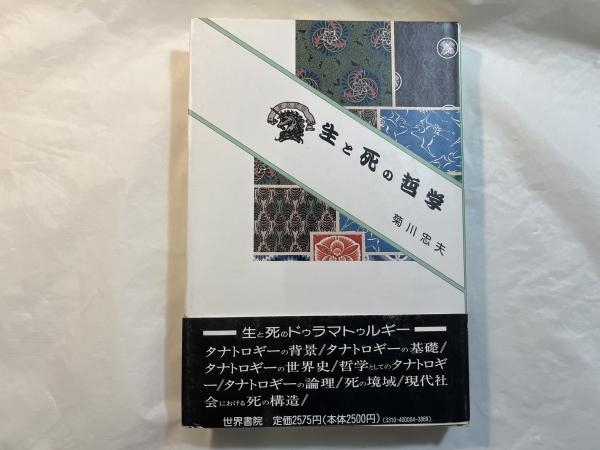 生と死の哲学
菊川忠夫
生と死のドゥラマトゥルギー
タナトロギーの背景/タナトロギーの基礎/
タナトロギーの世界史/哲学としてのタナトロギ
ー/タナトロギーの論理/死の境域/現代社
会における死の構造/
世界書院 定価2575円(本体2500円)(3310-400004-3869)